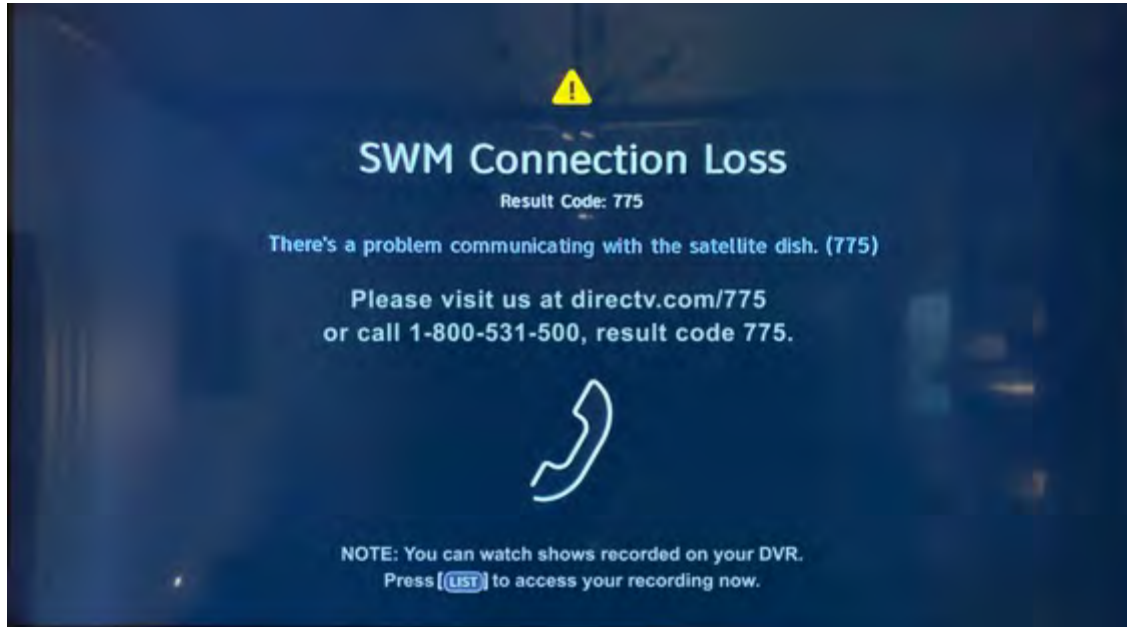 SWM Connection Loss
Result Code: 775
There's a problem communicating with the satellite dish. (775)
Please visit us at directv.com/775
or call 1-800-531-500, result code 775.
NOTE: You can watch shows recorded on your DVR.
Press [(LIST)] to access your recording now.